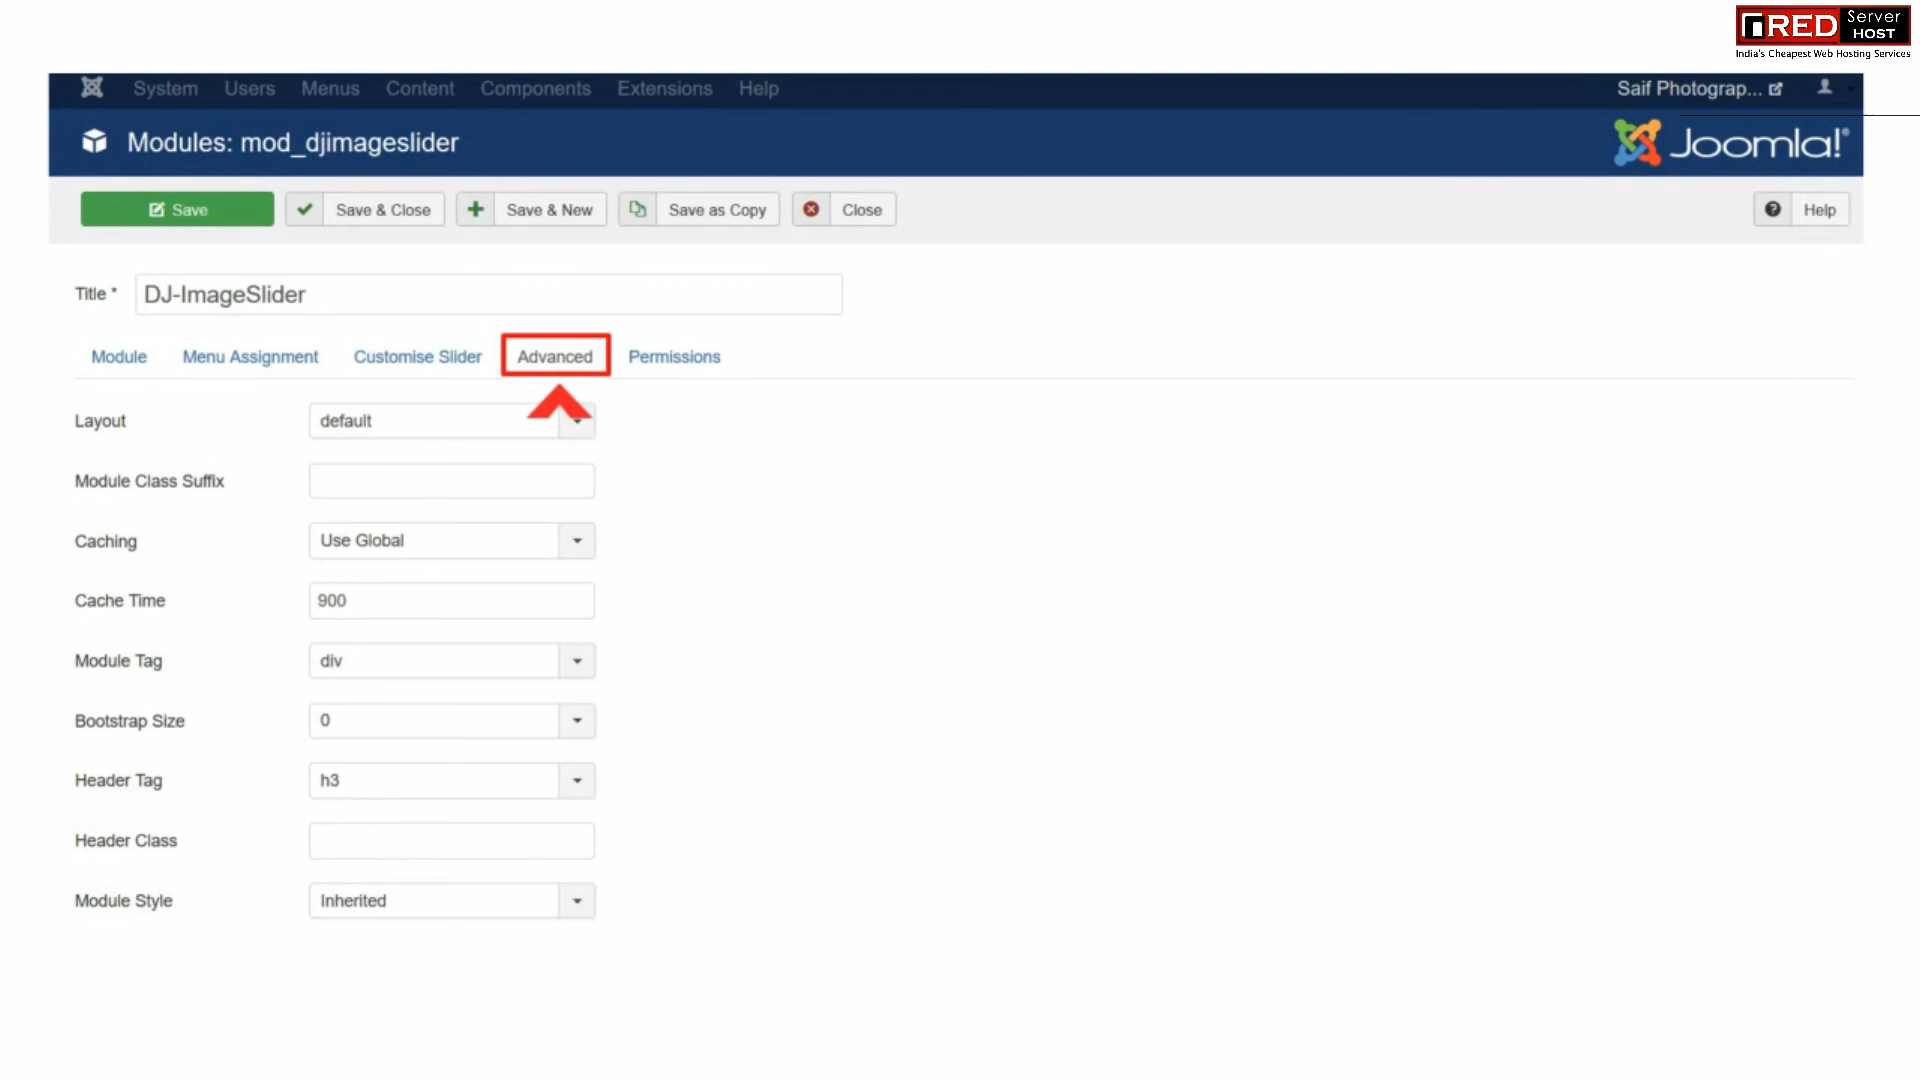 RED Server HOST
India's Cheapest Web Hosting Services
System Users Menus Content Components Extensions Help Saif Photograp...
Modules: mod_djimageslider Joomla!®
Save Save & Close Save & New Save as Copy Close Help
Title * DJ-ImageSlider
Module Menu Assignment Customise Slider Advanced Permissions
Layout default
Module Class Suffix
Caching Use Global
Cache Time 900
Module Tag div
Bootstrap Size 0
Header Tag h3
Header Class
Module Style Inherited